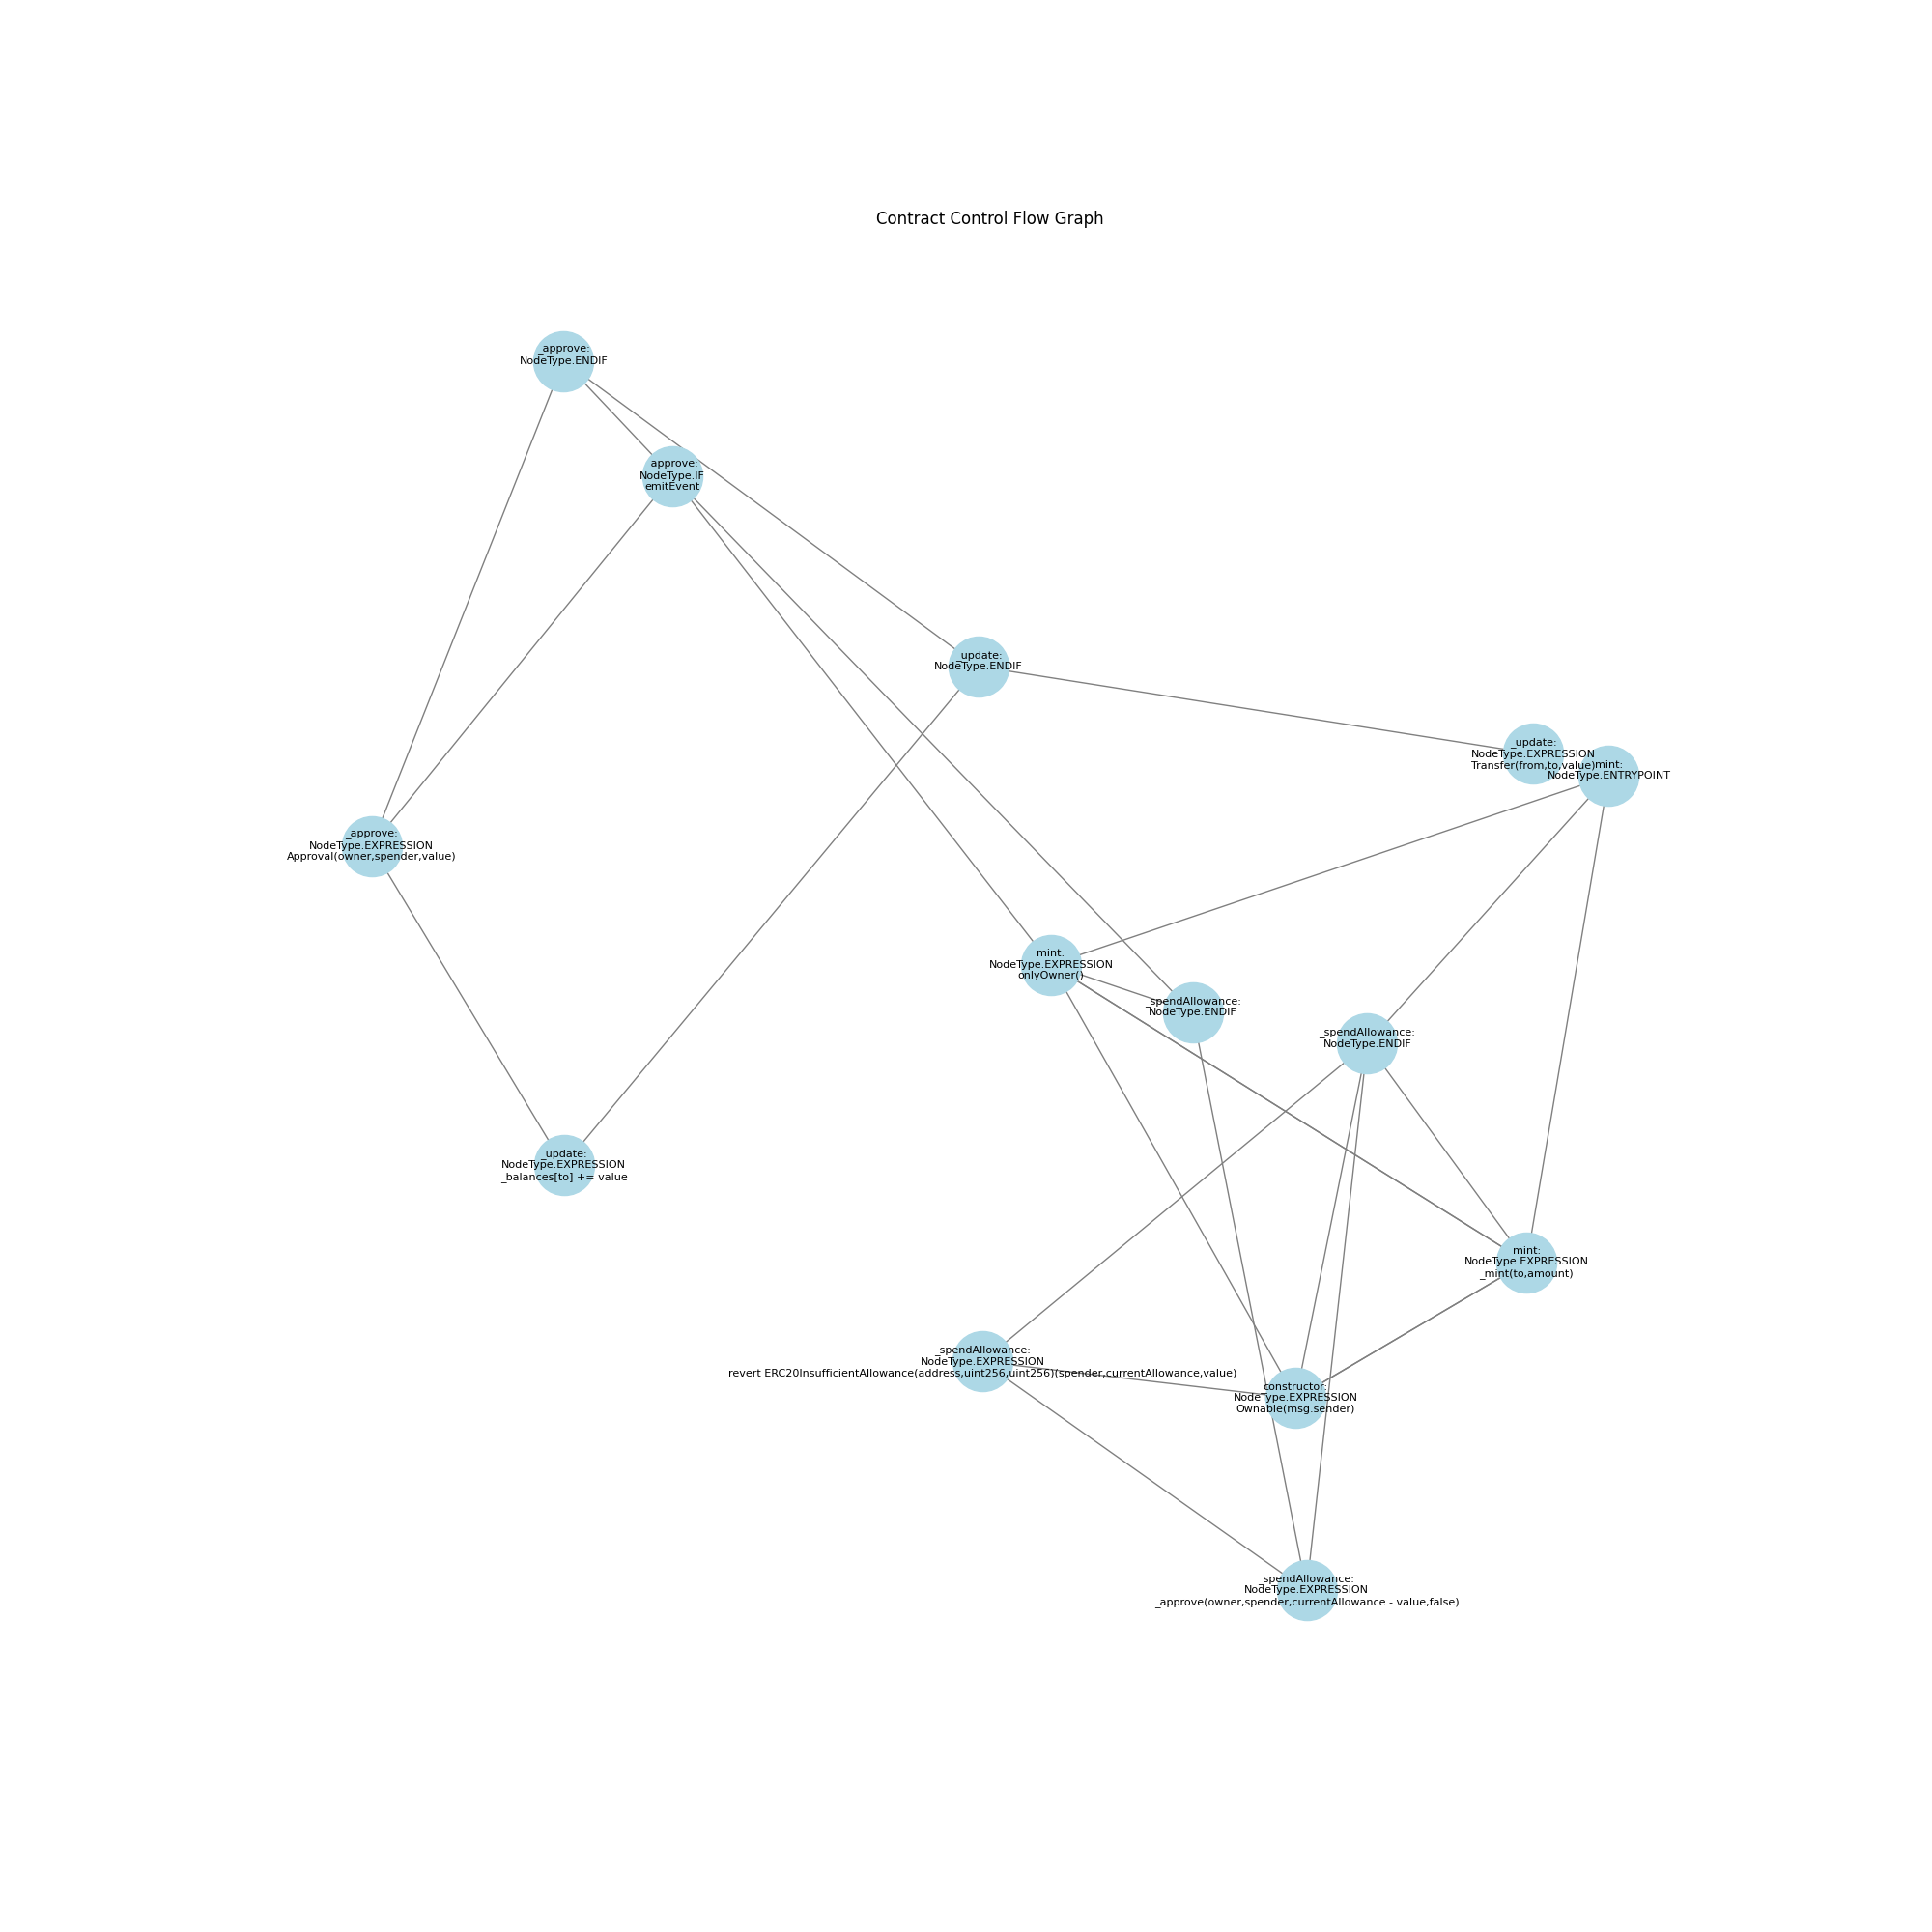 Contract Control Flow Graph
_approve:
NodeType.ENDIF
_approve:
NodeType.IF
emitEvent
_update:
NodeType.ENDIF
_update:
NodeType.EXPRESSION
Transfer(from,to,value)
mint:
NodeType.ENTRYPOINT
_approve:
NodeType.EXPRESSION
Approval(owner,spender,value)
mint:
NodeType.EXPRESSION
onlyOwner()
_spendAllowance:
NodeType.ENDIF
_spendAllowance:
NodeType.ENDIF
_update:
NodeType.EXPRESSION
_balances[to] += value
mint:
NodeType.EXPRESSION
_mint(to,amount)
_spendAllowance:
NodeType.EXPRESSION
revert ERC20InsufficientAllowance(address,uint256,uint256)(spender,currentAllowance,value)
constructor:
NodeType.EXPRESSION
Ownable(msg.sender)
_spendAllowance:
NodeType.EXPRESSION
_approve(owner,spender,currentAllowance - value,false)